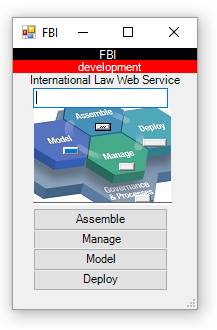 FBI
FBI
development
International Law Web Service
Assemble
Model
Deploy
Manage
Governance
& Processes
Assemble
Manage
Model
Deploy